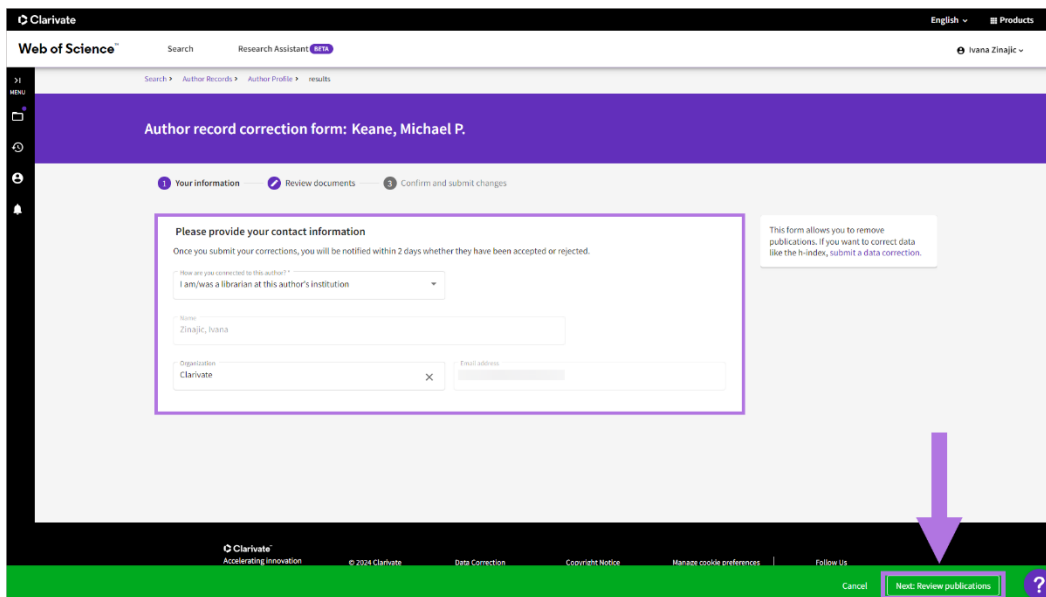 Clarivate
English
Products
Web of Science™
Search
Research Assistant BETA
Ivana Zinajic
MENU
Search > Author Records > Author Profile > results
Author record correction form: Keane, Michael P.
1 Your information
Review documents
3 Confirm and submit changes
Please provide your contact information
Once you submit your corrections, you will be notified within 2 days whether they have been accepted or rejected.
How are you connected to this author? *
I am/was a librarian at this author's institution
Name
Zinajic, Ivana
Organization
Clarivate
Email address
This form allows you to remove
publications. If you want to correct data
like the h-index, submit a data correction.
Clarivate™
Accelerating innovation
© 2024 Clarivate
Data Correction
Copyright Notice
Manage cookie preferences
Follow Us
Cancel
Next: Review publications
?